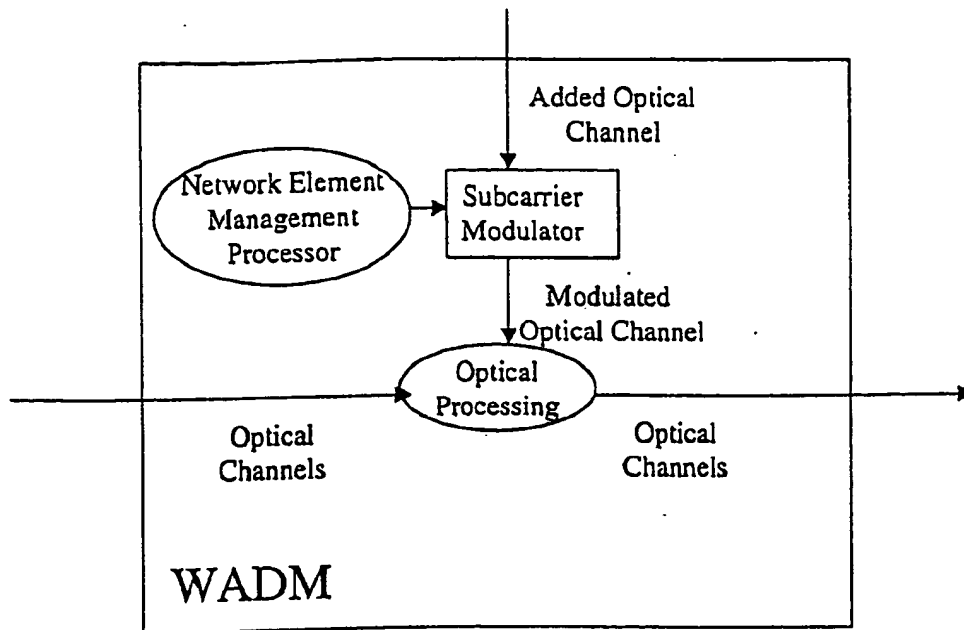 Added Optical
Channel
Network Element
Management
Processor
Subcarrier
Modulator
Modulated
Optical Channel
Optical
Processing
Optical
Channels
Optical
Channels
WADM